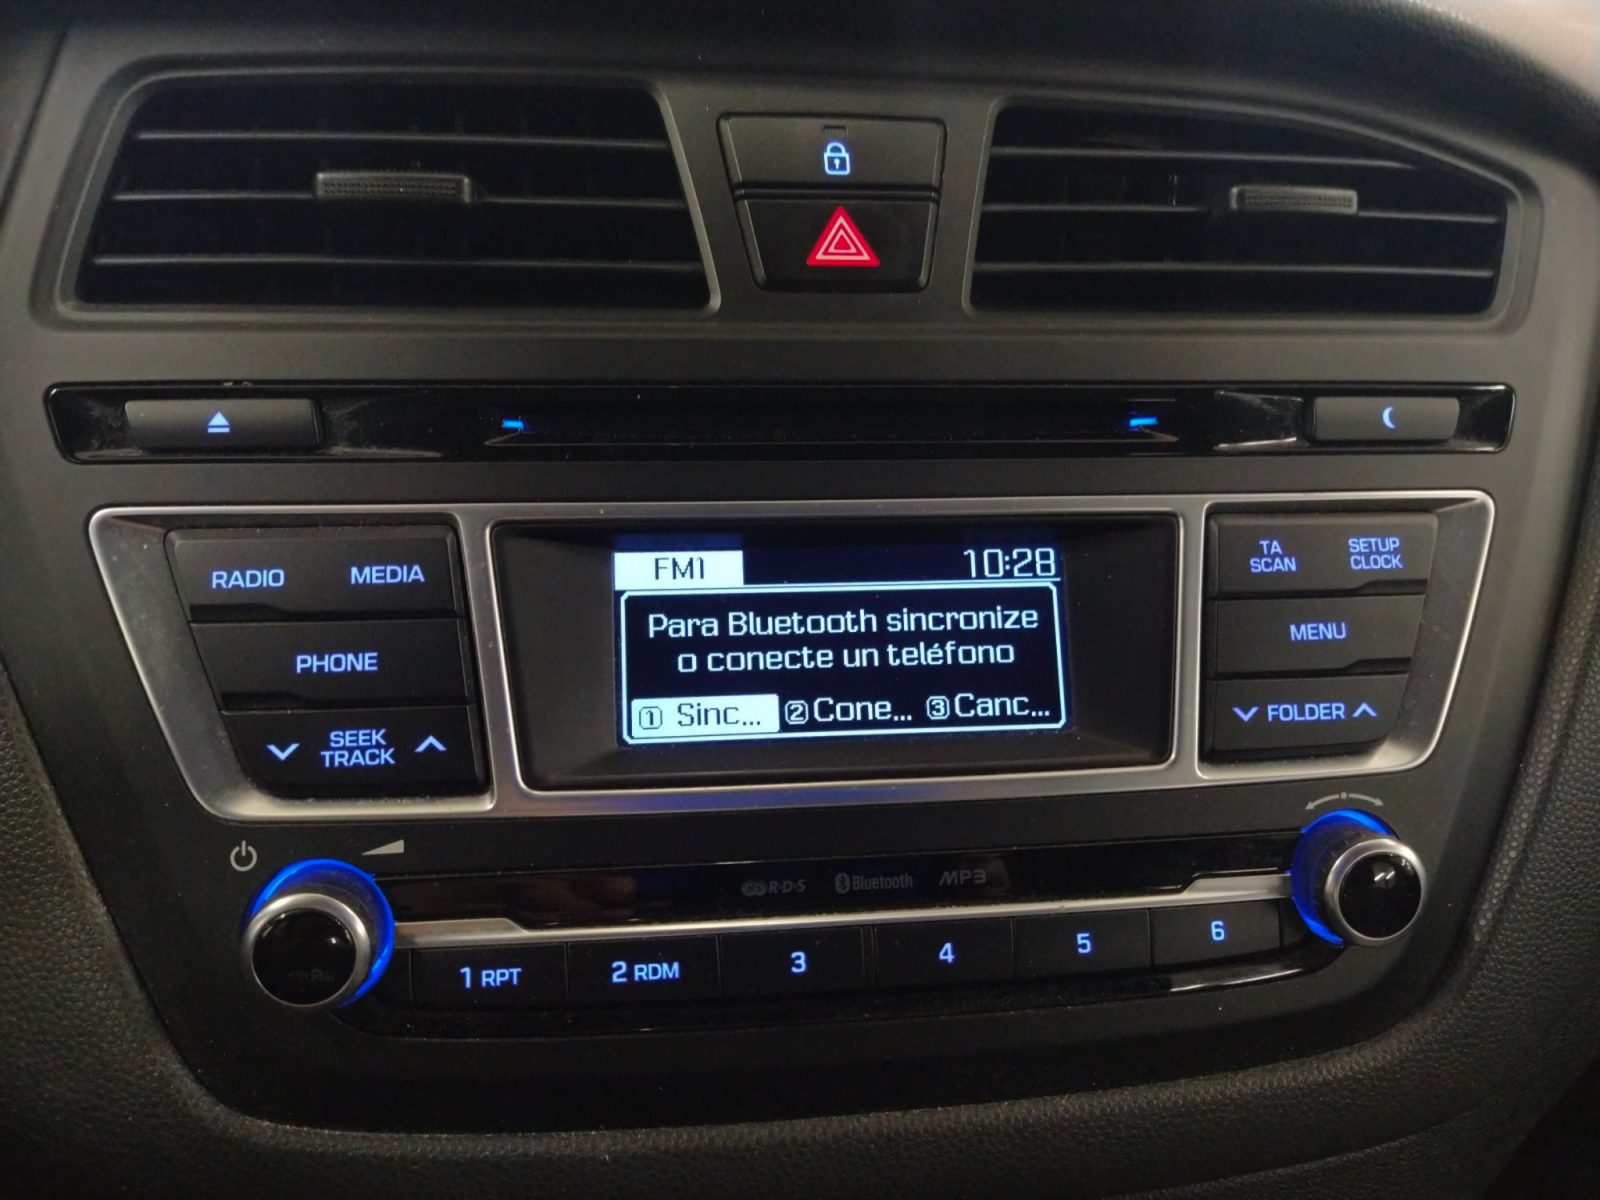 FM1 10:28
Para Bluetooth sincronize
o conecte un teléfono
1 Sinc... 2 Cone... 3 Canc...
RADIO MEDIA
PHONE
SEEK
TRACK
TA
SCAN
SETUP
CLOCK
MENU
FOLDER
R·D·S Bluetooth MP3
1 RPT 2 RDM 3 4 5 6